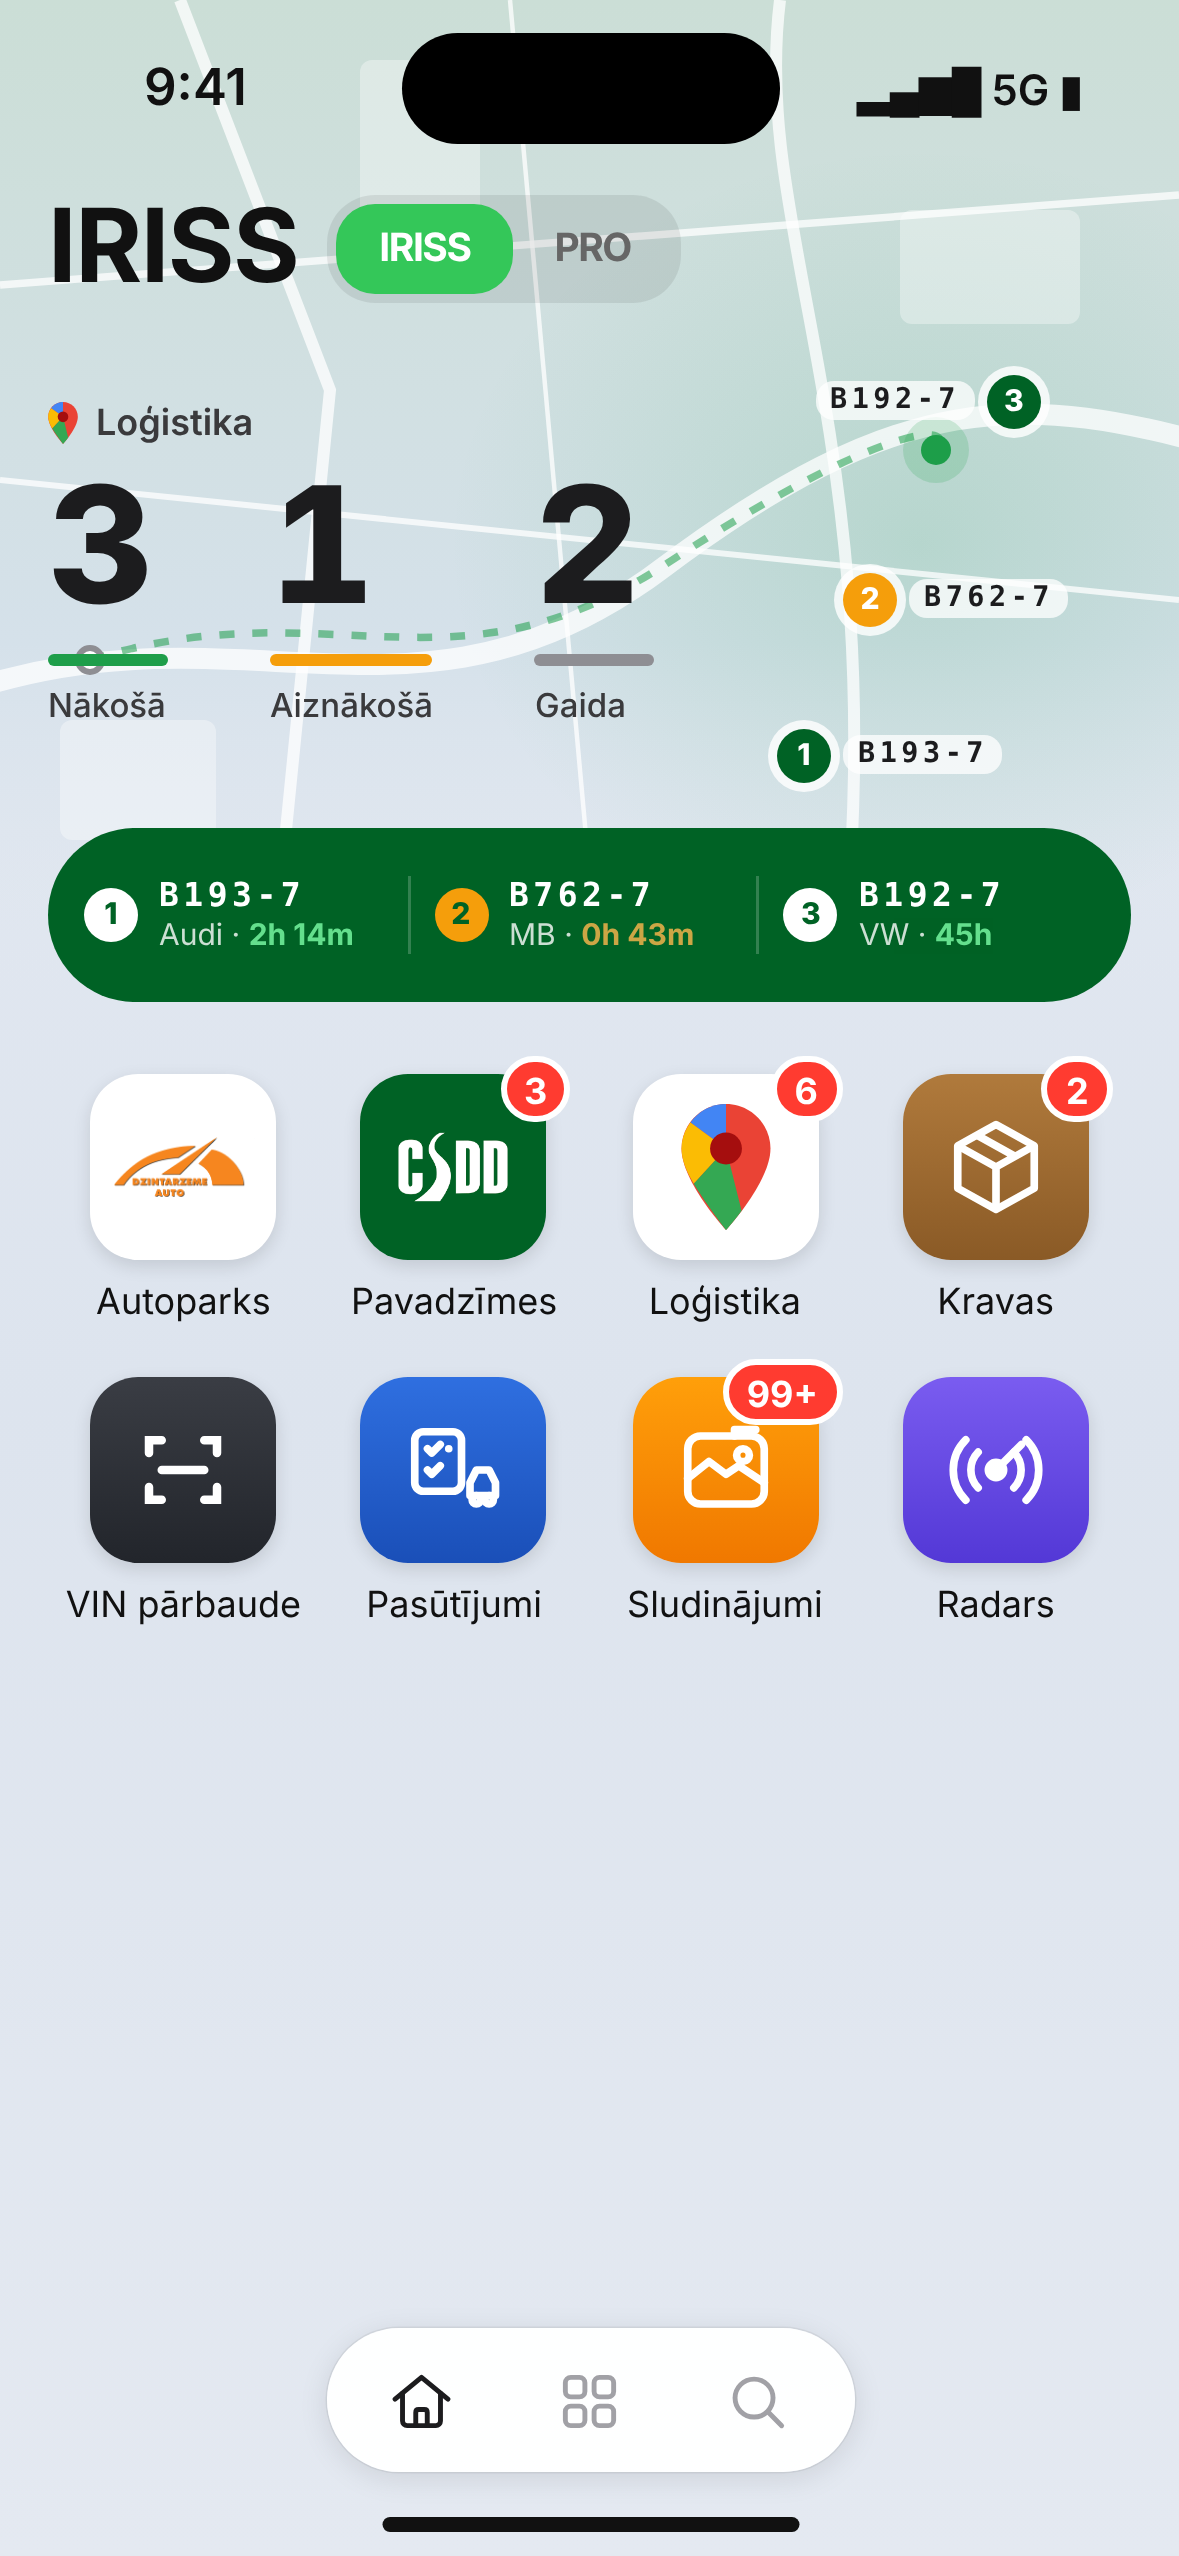 9:41
5G
IRISS
IRISS PRO
Loģistika
3 1 2
Nākošā Aiznākošā Gaida
B192-7 3
2 B762-7
1 B193-7
1 B193-7
Audi · 2h 14m
2 B762-7
MB · 0h 43m
3 B192-7
VW · 45h
DZINTARZEME
AUTO
CSDD 3
6
2
Autoparks Pavadzīmes Loģistika Kravas
99+
VIN pārbaude Pasūtījumi Sludinājumi Radars